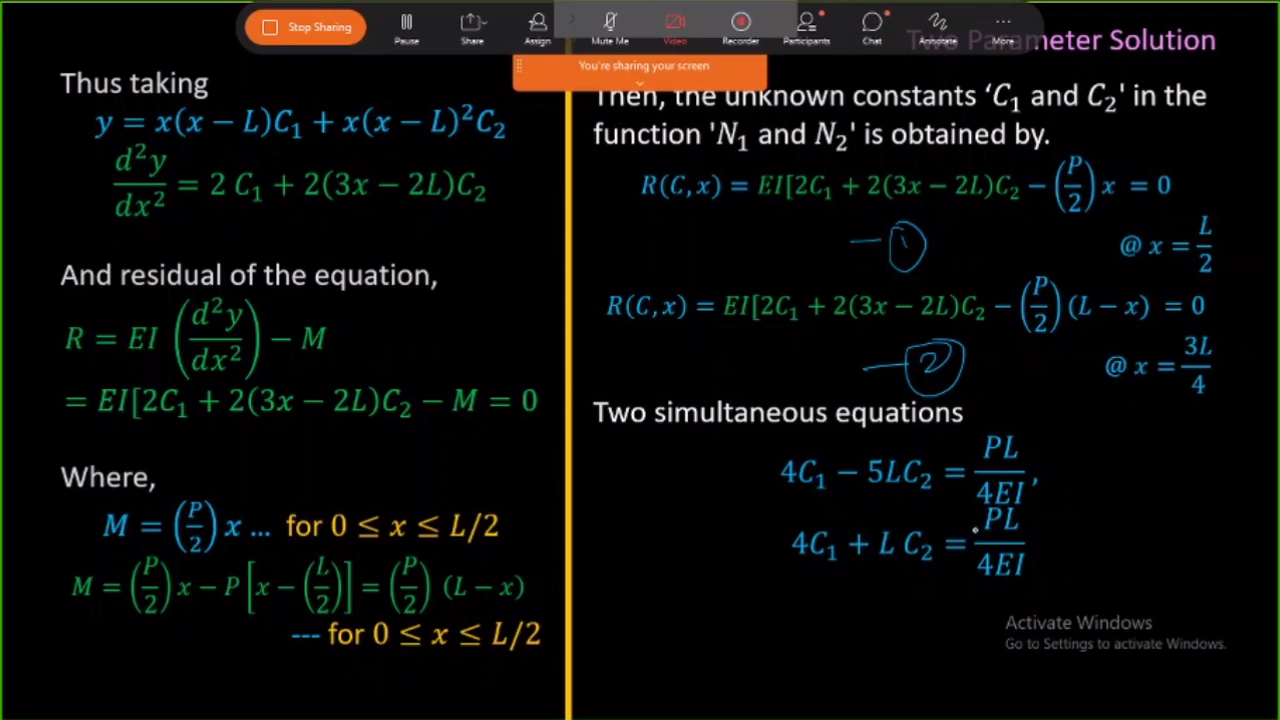 Stop Sharing
Pause
Share
Assign
Mute Me
Video
Recorder
Participants
Chat
Annotate
More
You're sharing your screen
Two Parameter Solution
Thus taking
y = x(x − L)C₁ + x(x − L)²C₂
d²y/dx² = 2 C₁ + 2(3x − 2L)C₂
And residual of the equation,
R = EI (d²y/dx²) − M
= EI[2C₁ + 2(3x − 2L)C₂ − M = 0
Where,
M = (P/2) x ... for 0 ≤ x ≤ L/2
M = (P/2) x − P [x − (L/2)] = (P/2) (L − x)
--- for 0 ≤ x ≤ L/2
Then, the unknown constants ‘C₁ and C₂' in the
function 'N₁ and N₂' is obtained by.
R(C, x) = EI[2C₁ + 2(3x − 2L)C₂ − (P/2) x = 0
— 1
@ x = L/2
R(C, x) = EI[2C₁ + 2(3x − 2L)C₂ − (P/2) (L − x) = 0
— 2
@ x = 3L/4
Two simultaneous equations
4C₁ − 5LC₂ = PL/4EI,
4C₁ + L C₂ = PL/4EI
Activate Windows
Go to Settings to activate Windows.